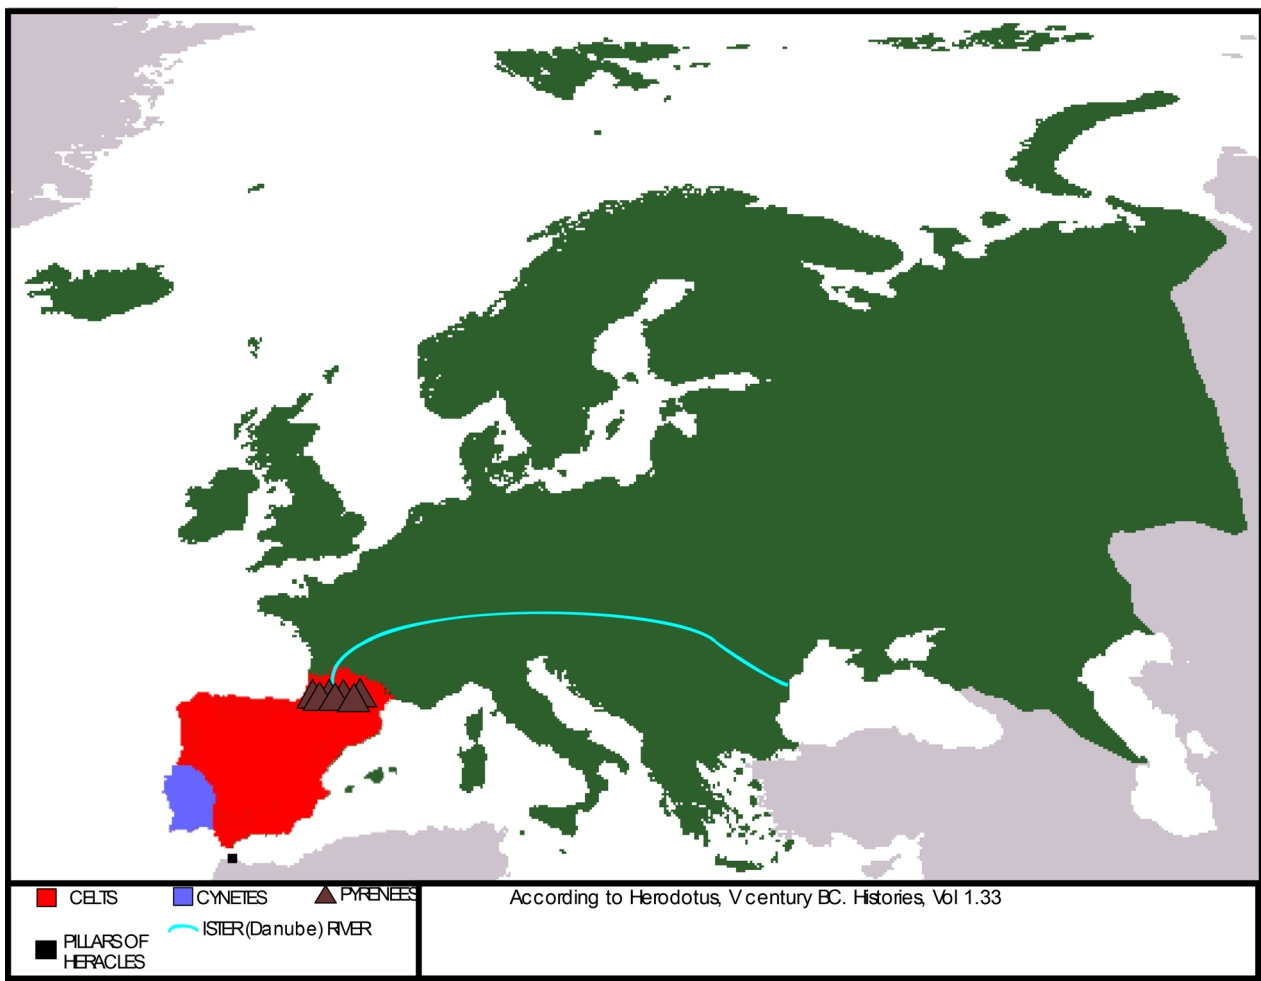 CELTS
CYNETES
PYRENEES
ISTER (Danube) RIVER
PILLARS OF
HERACLES
According to Herodotus, V century BC. Histories, Vol 1.33